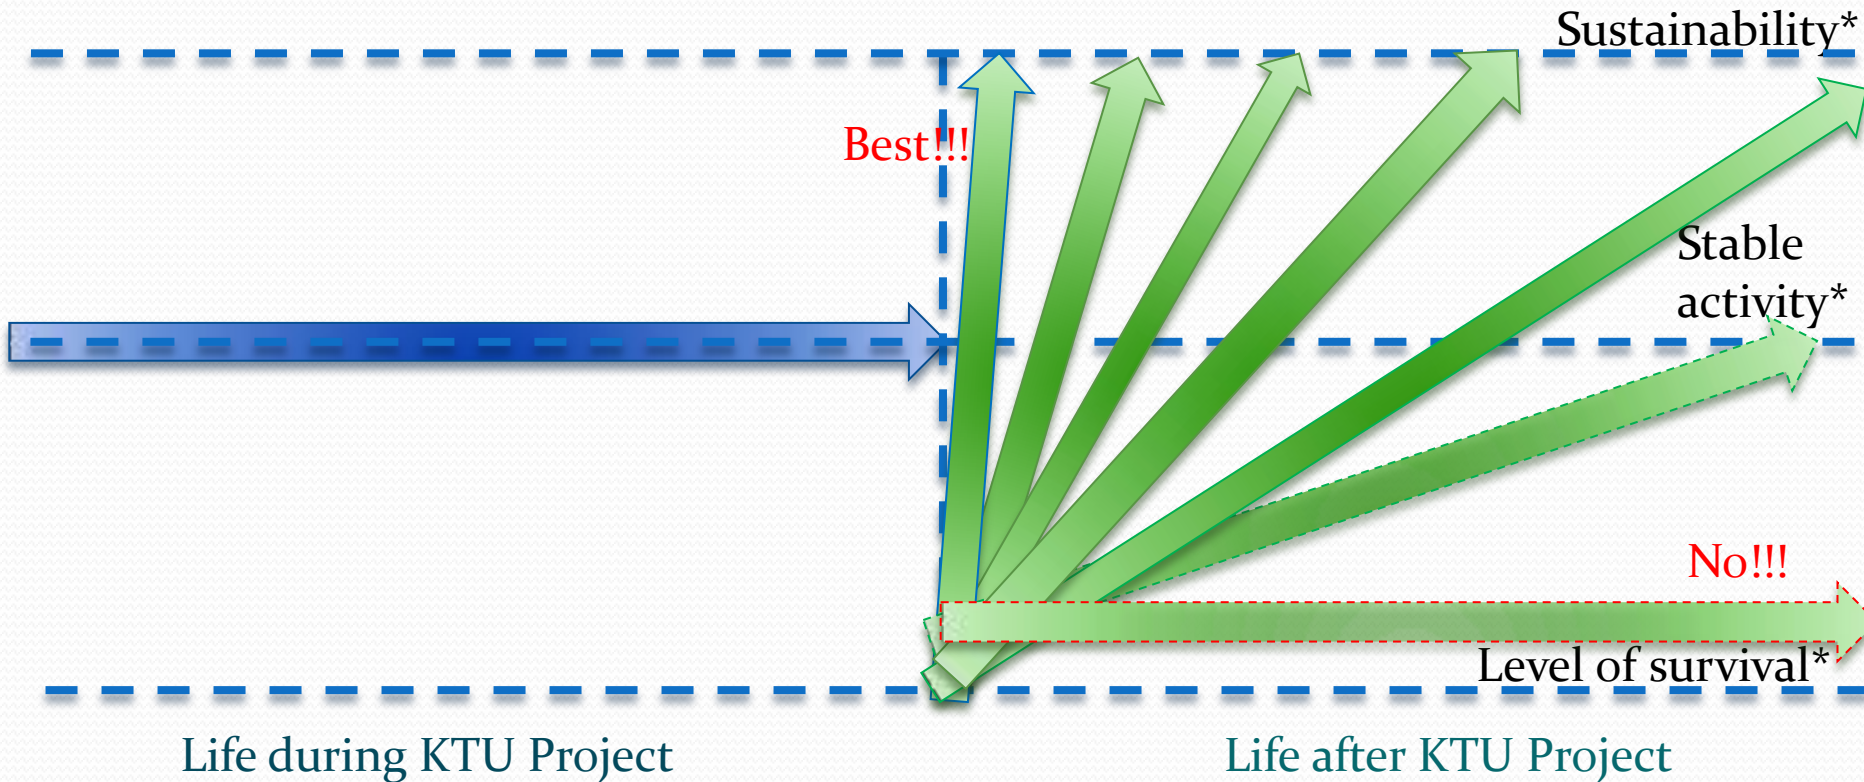 Sustainability*
Best!!!
Stable
activity*
No!!!
Level of survival*
Life during KTU Project
Life after KTU Project